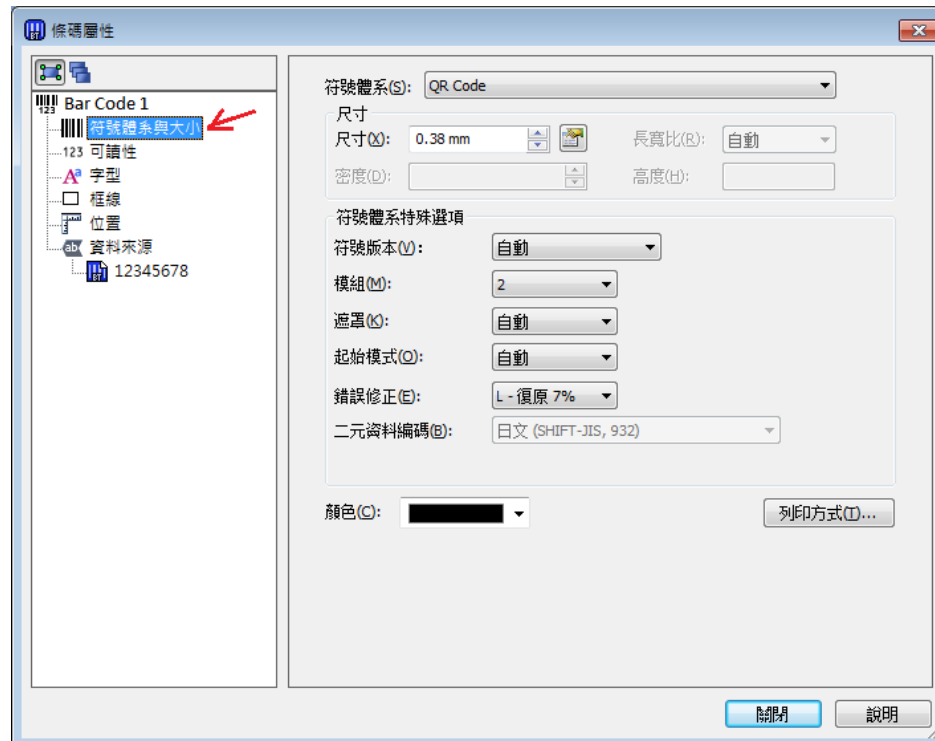 條碼屬性
Bar Code 1
符號體系與大小
123 可讀性
字型
框線
位置
資料來源
12345678
符號體系(S): QR Code
尺寸
尺寸(X): 0.38 mm 長寬比(R): 自動
密度(D): 高度(H):
符號體系特殊選項
符號版本(V): 自動
模組(M): 2
遮罩(K): 自動
起始模式(O): 自動
錯誤修正(E): L - 復原 7%
二元資料編碼(B): 日文 (SHIFT-JIS, 932)
顏色(C): 列印方式(T)...
關閉 說明